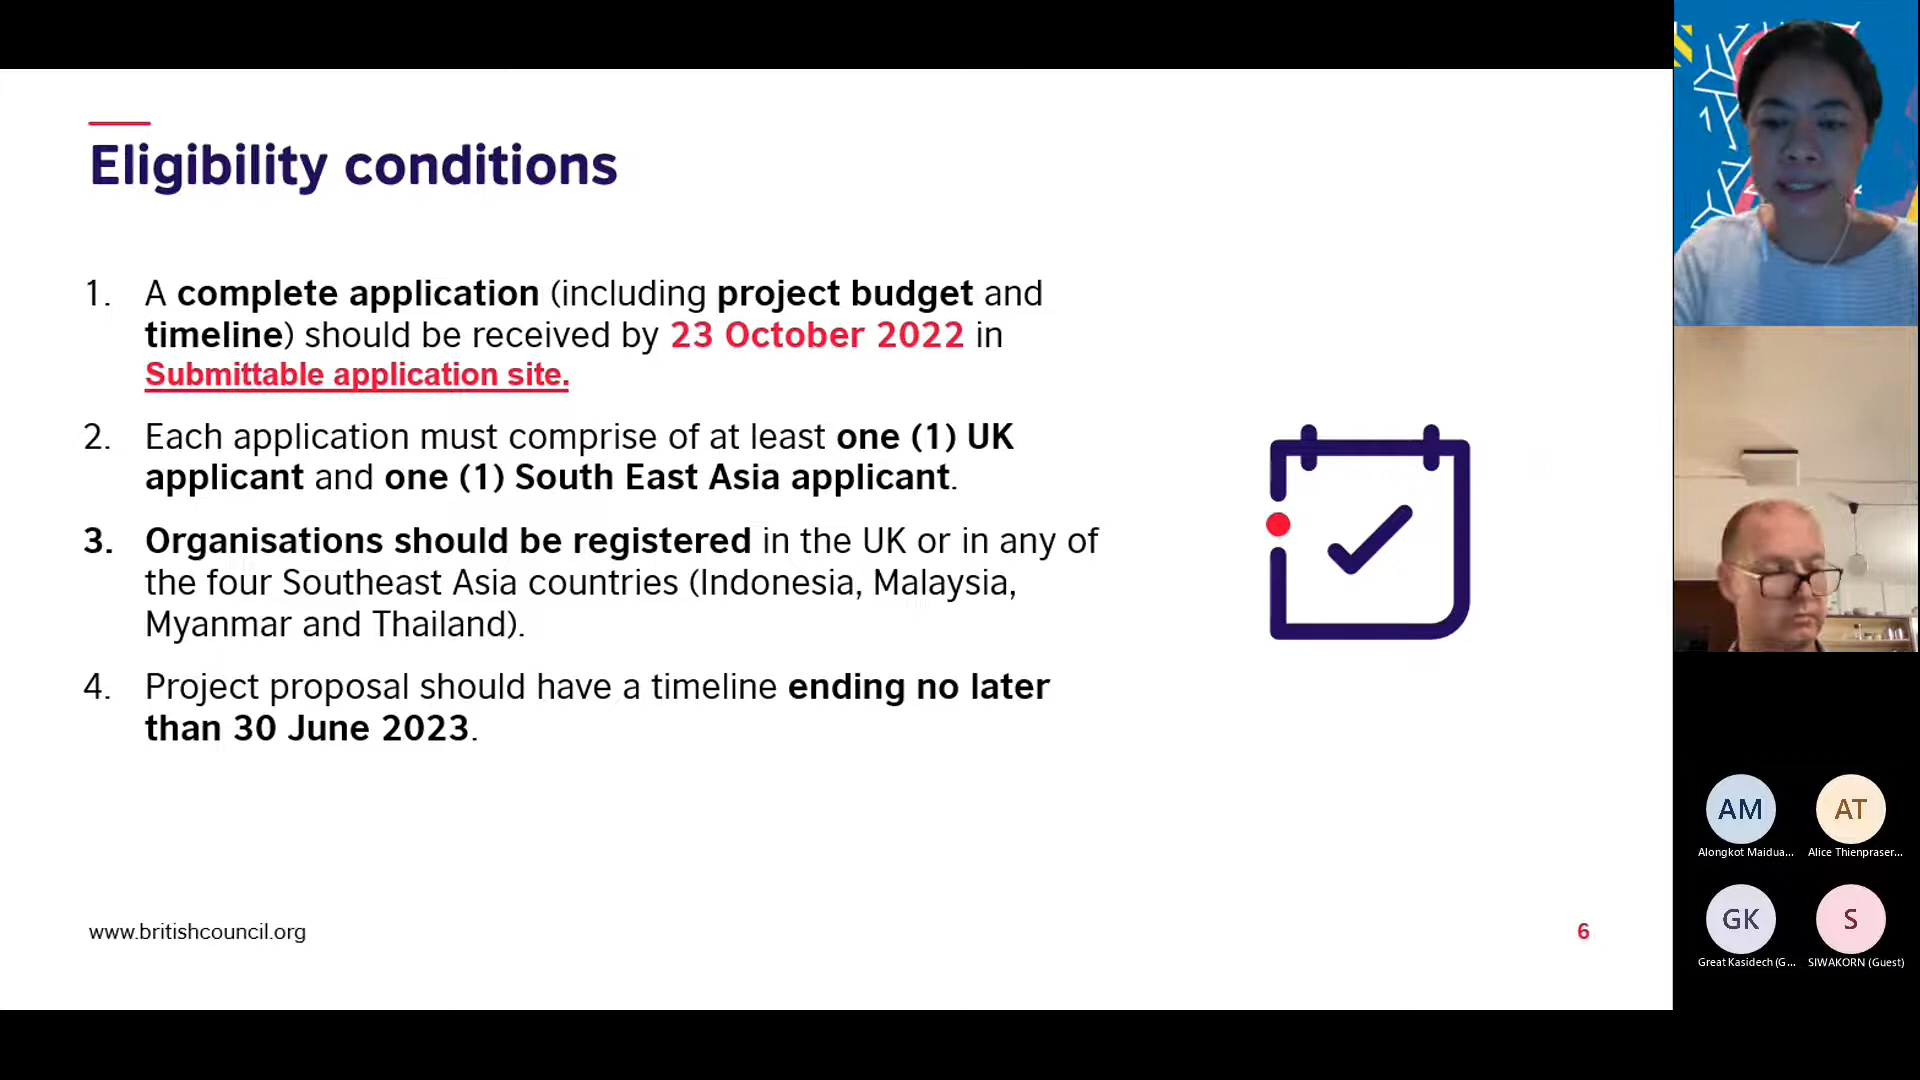 Eligibility conditions
1. A complete application (including project budget and
timeline) should be received by 23 October 2022 in
Submittable application site.
2. Each application must comprise of at least one (1) UK
applicant and one (1) South East Asia applicant.
3. Organisations should be registered in the UK or in any of
the four Southeast Asia countries (Indonesia, Malaysia,
Myanmar and Thailand).
4. Project proposal should have a timeline ending no later
than 30 June 2023.
www.britishcouncil.org
6
AM
Alongkot Maidua...
AT
Alice Thienpraser...
GK
Great Kasidech (G...
S
SIWAKORN (Guest)